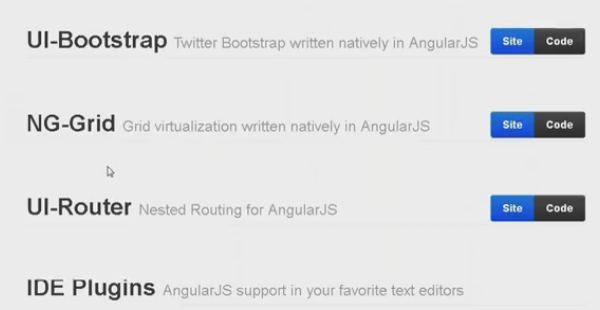 UI-Bootstrap Twitter Bootstrap written natively in AngularJS Site Code
NG-Grid Grid virtualization written natively in AngularJS Site Code
UI-Router Nested Routing for AngularJS Site Code
IDE Plugins AngularJS support in your favorite text editors